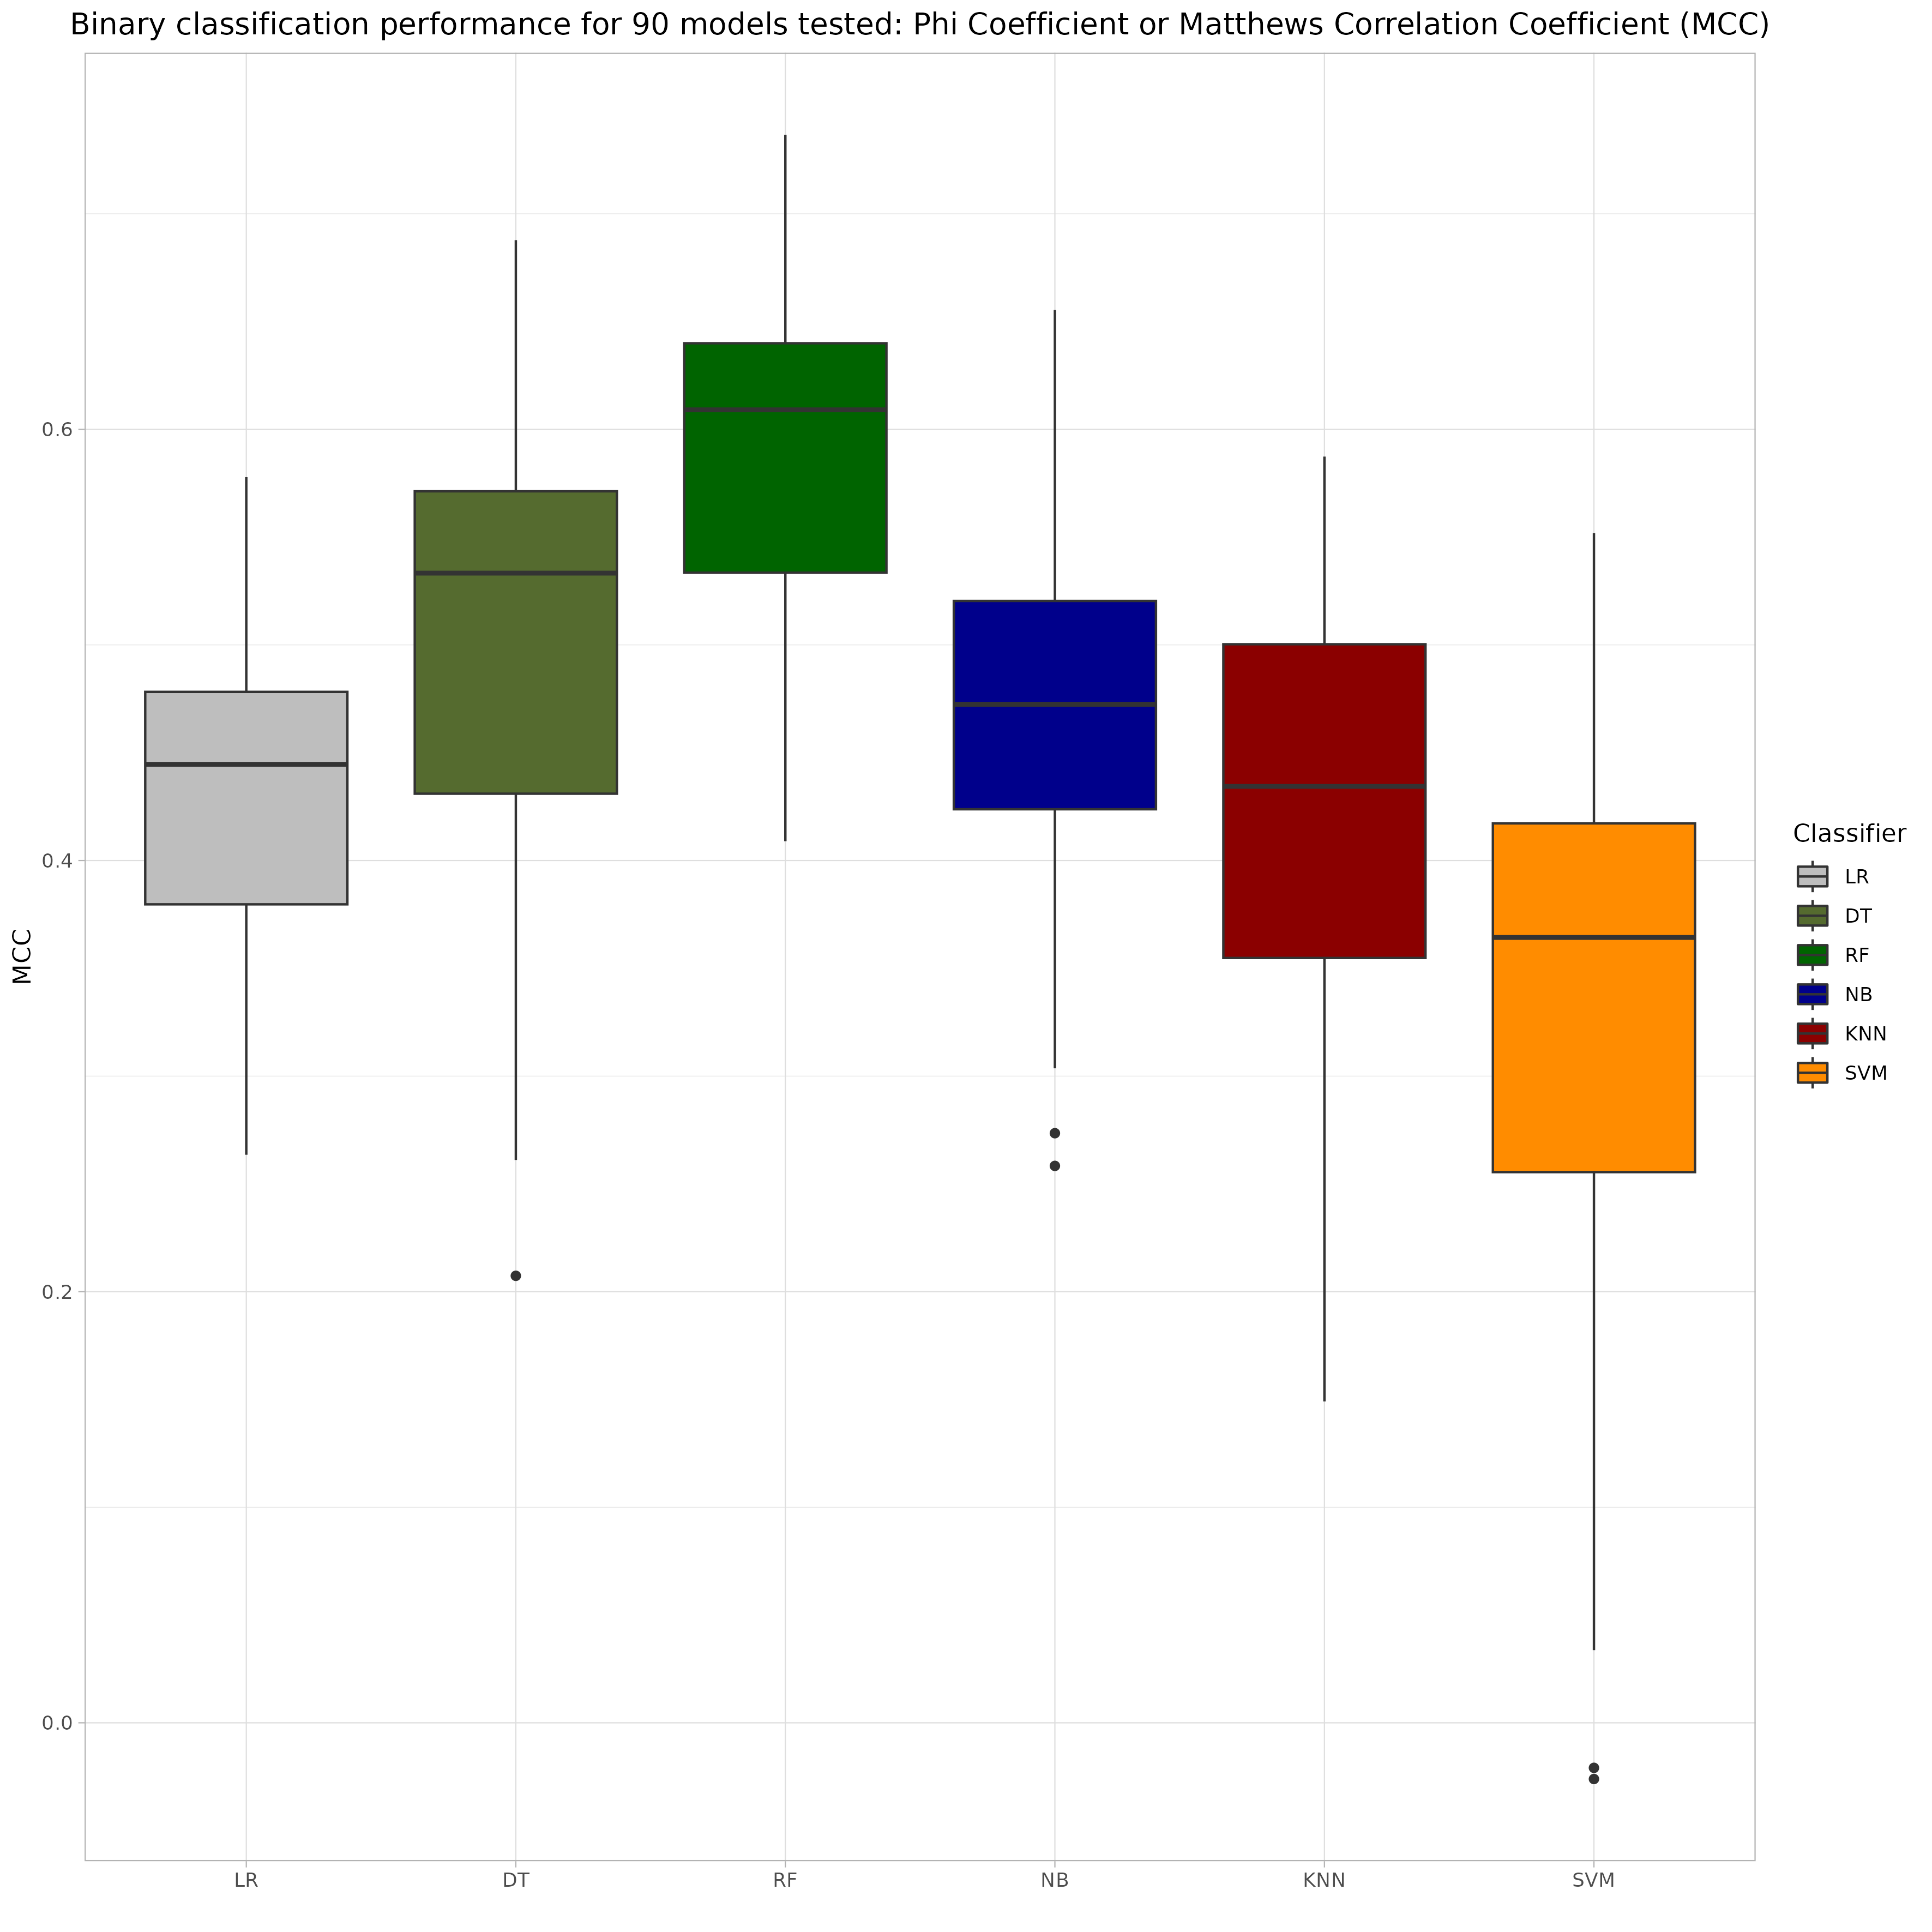 Binary classification performance for 90 models tested: Phi Coefficient or Matthews Correlation Coefficient (MCC)
MCC
0.6
0.4
0.2
0.0
LR
DT
RF
NB
KNN
SVM
Classifier
LR
DT
RF
NB
KNN
SVM